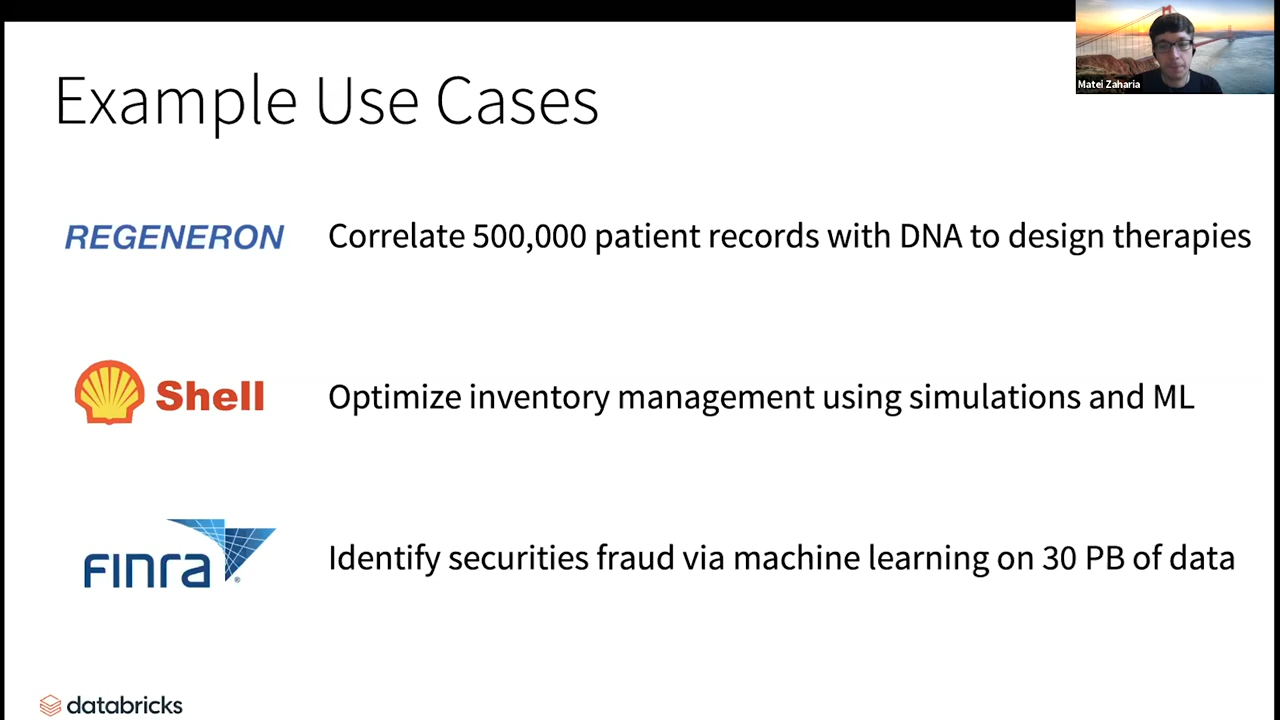 Matei Zaharia
Example Use Cases
REGENERON
Correlate 500,000 patient records with DNA to design therapies
Shell
Optimize inventory management using simulations and ML
FINRA®
Identify securities fraud via machine learning on 30 PB of data
databricks